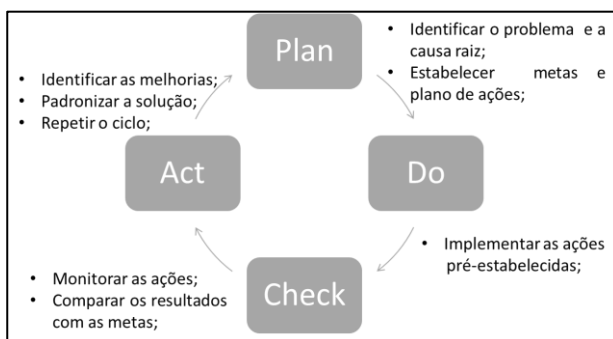 Plan
• Identificar o problema e a
causa raiz;
• Estabelecer metas e
plano de ações;
• Identificar as melhorias;
• Padronizar a solução;
• Repetir o ciclo;
Act
Do
• Implementar as ações
pré-estabelecidas;
• Monitorar as ações;
• Comparar os resultados
com as metas;
Check